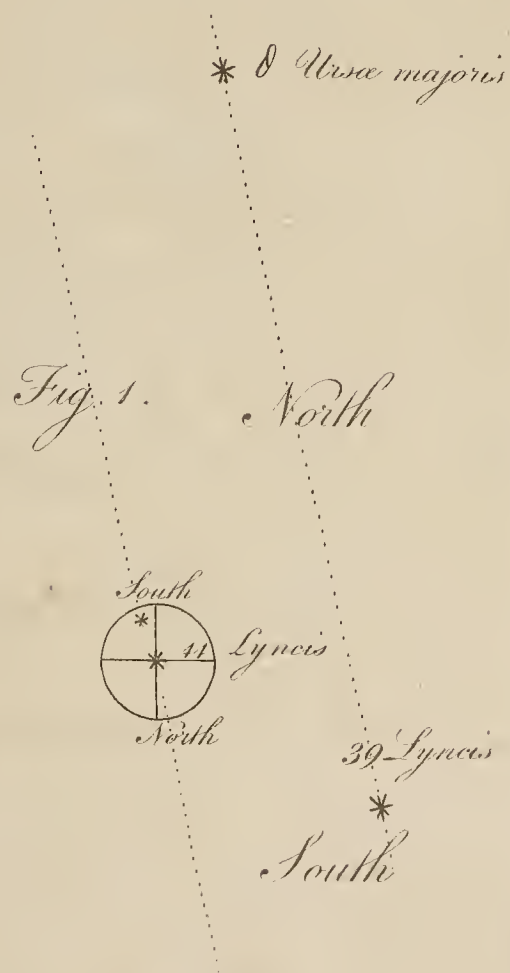 θ Ursæ majoris
Fig. 1.
North
South
41 Lyncis
North
39 Lyncis
South